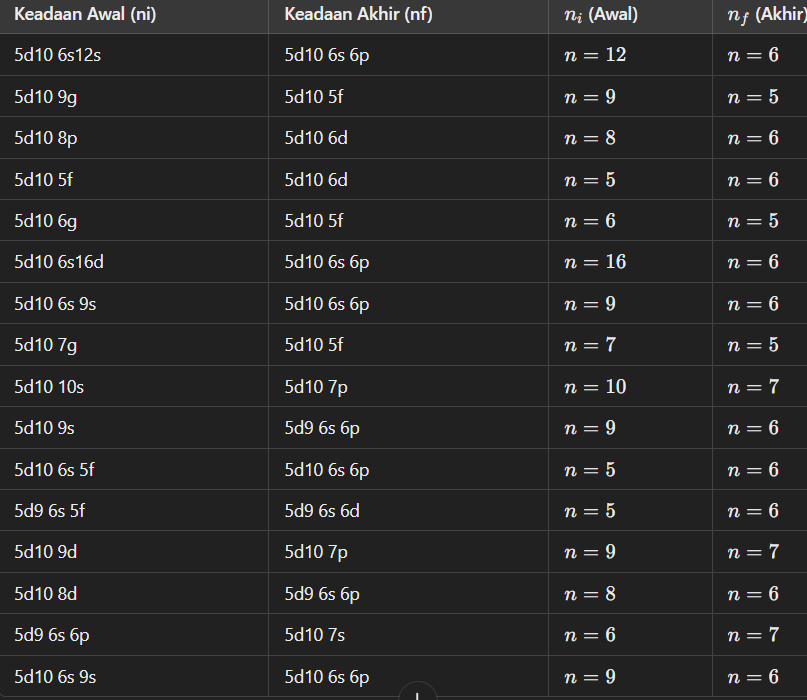 Keadaan Awal (ni) Keadaan Akhir (nf) nᵢ (Awal) n_f (Akhir)
5d10 6s12s 5d10 6s 6p n = 12 n = 6
5d10 9g 5d10 5f n = 9 n = 5
5d10 8p 5d10 6d n = 8 n = 6
5d10 5f 5d10 6d n = 5 n = 6
5d10 6g 5d10 5f n = 6 n = 5
5d10 6s16d 5d10 6s 6p n = 16 n = 6
5d10 6s 9s 5d10 6s 6p n = 9 n = 6
5d10 7g 5d10 5f n = 7 n = 5
5d10 10s 5d10 7p n = 10 n = 7
5d10 9s 5d9 6s 6p n = 9 n = 6
5d10 6s 5f 5d10 6s 6p n = 5 n = 6
5d9 6s 5f 5d9 6s 6d n = 5 n = 6
5d10 9d 5d10 7p n = 9 n = 7
5d10 8d 5d9 6s 6p n = 8 n = 6
5d9 6s 6p 5d10 7s n = 6 n = 7
5d10 6s 9s 5d10 6s 6p n = 9 n = 6